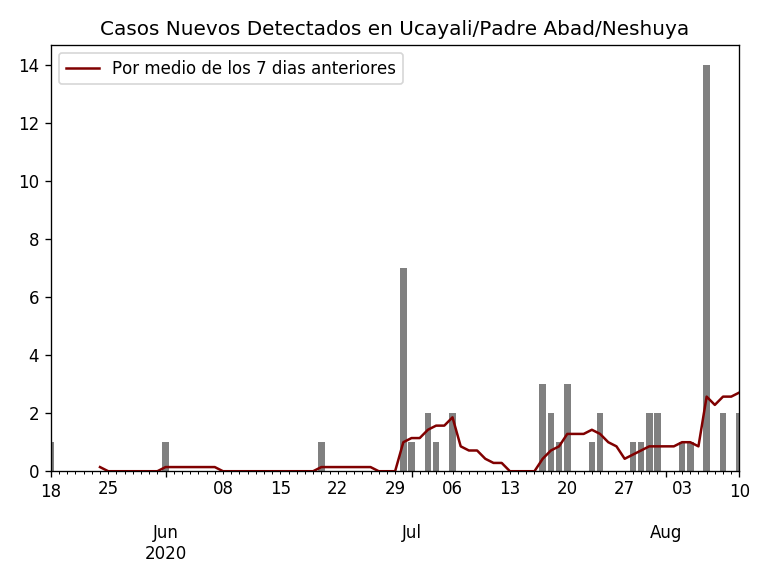 Casos Nuevos Detectados en Ucayali/Padre Abad/Neshuya
Por medio de los 7 dias anteriores
14
12
10
8
6
4
2
0
18 25 08 15 22 29 06 13 20 27 03 10
Jun Jul Aug
2020